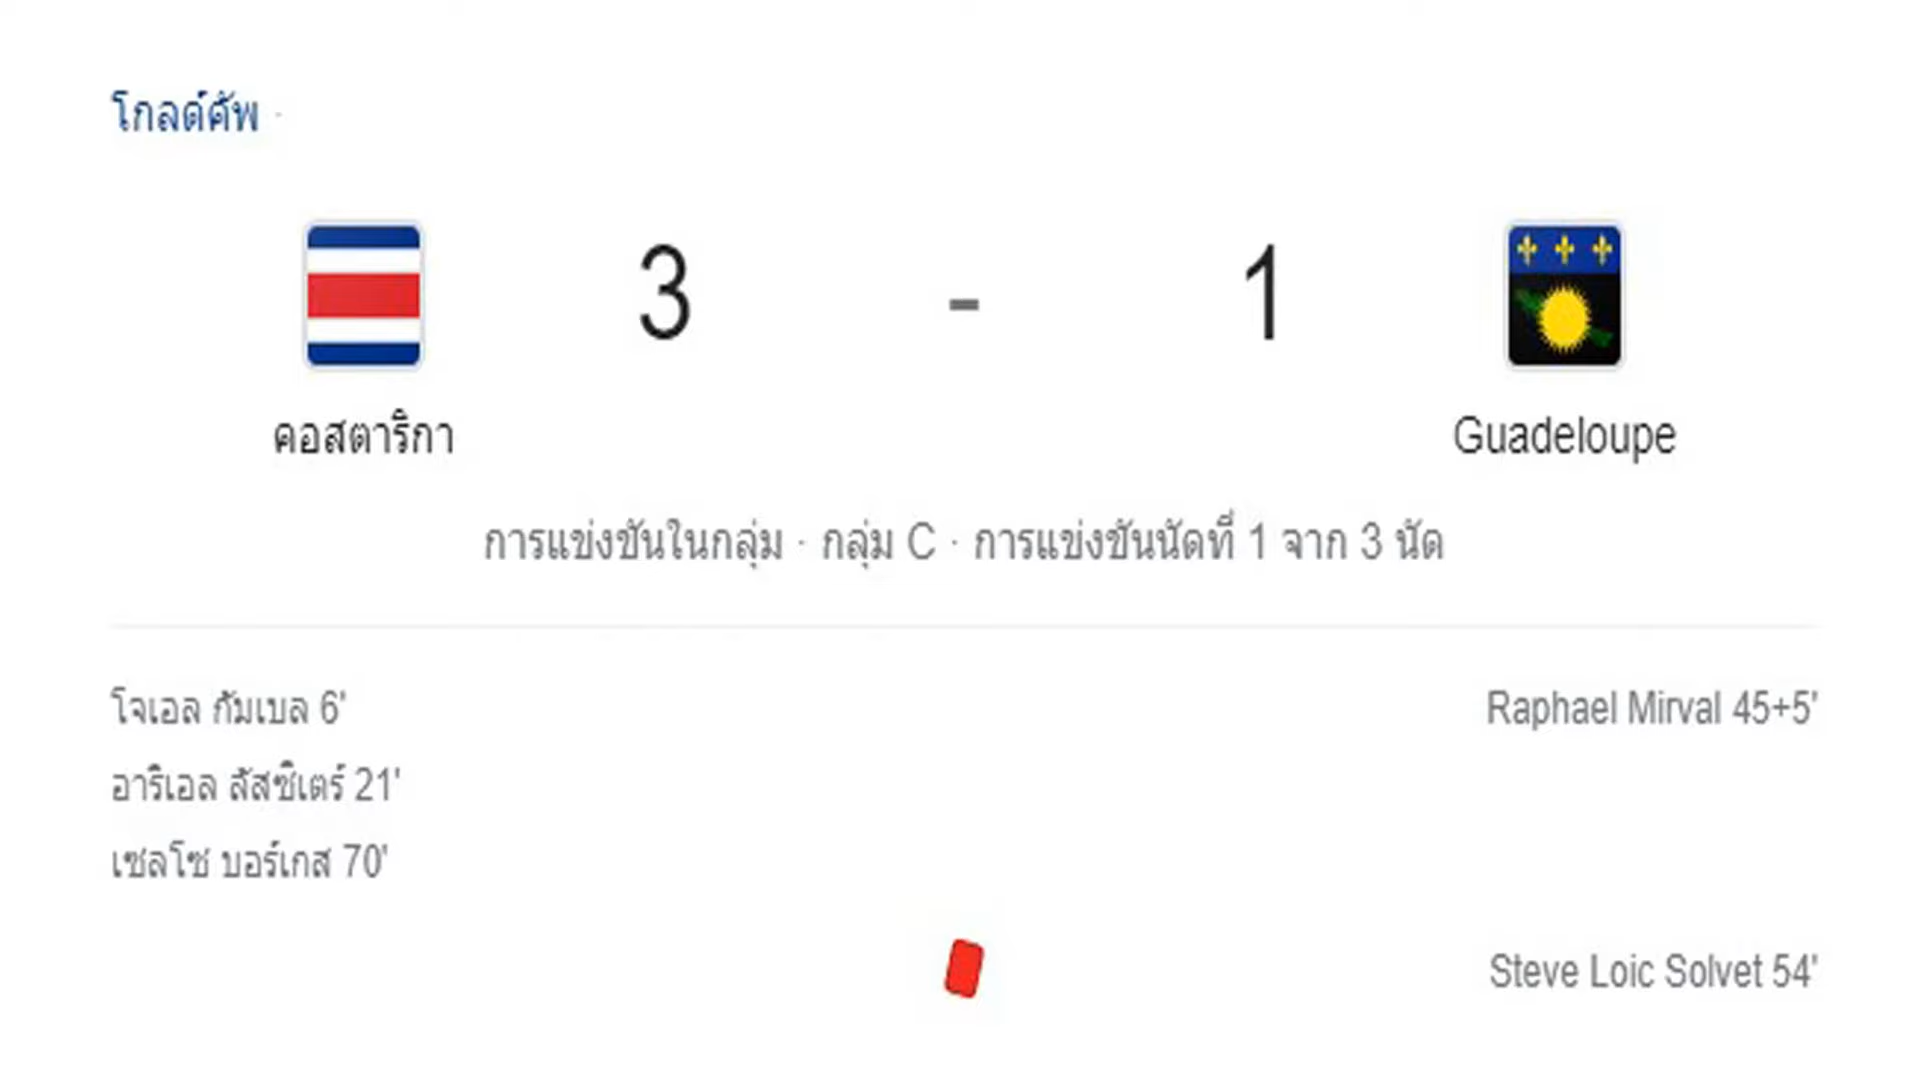 โกลด์คัพ ·
3 - 1
คอสตาริกา Guadeloupe
การแข่งขันในกลุ่ม · กลุ่ม C · การแข่งขันนัดที่ 1 จาก 3 นัด
โจเอล กัมเบล 6' Raphael Mirval 45+5'
อาริเอล ลัสซิเตร์ 21'
เซลโซ บอร์เกส 70'
Steve Loic Solvet 54'